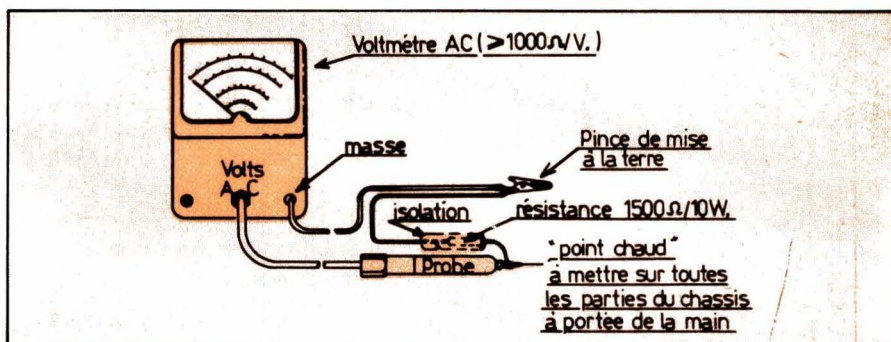 Voltmétre AC (≥1000Ω/V.)
masse
Volts
A C
Pince de mise
à la terre
isolation
résistance 1500Ω/10W.
Probe
"point chaud"
à mettre sur toutes
les parties du chassis
à portée de la main